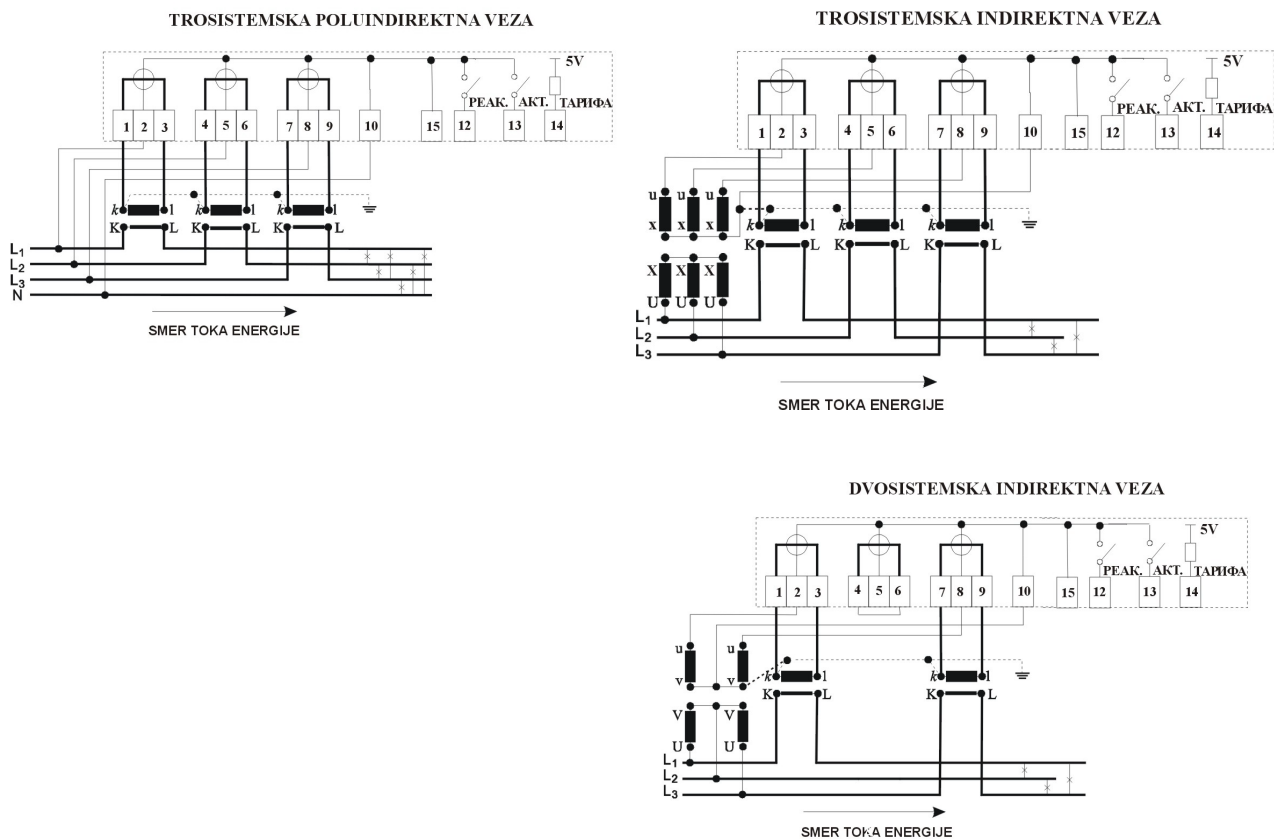 TROSISTEMSKA POLUINDIREKTNA VEZA
5V
РЕАК. АКТ. ТАРИФА
1 2 3 4 5 6 7 8 9 10 15 12 13 14
k l k l k l
K L K L K L
L1
L2
L3
N
SMER TOKA ENERGIJE
TROSISTEMSKA INDIREKTNA VEZA
5V
РЕАК. АКТ. ТАРИФА
1 2 3 4 5 6 7 8 9 10 15 12 13 14
u u u
x x x
k l k l k l
K L K L K L
X X X
U U U
L1
L2
L3
SMER TOKA ENERGIJE
DVOSISTEMSKA INDIREKTNA VEZA
5V
РЕАК. АКТ. ТАРИФА
1 2 3 4 5 6 7 8 9 10 15 12 13 14
u u
v v
k l k l
K L K L
V V
U U
L1
L2
L3
SMER TOKA ENERGIJE